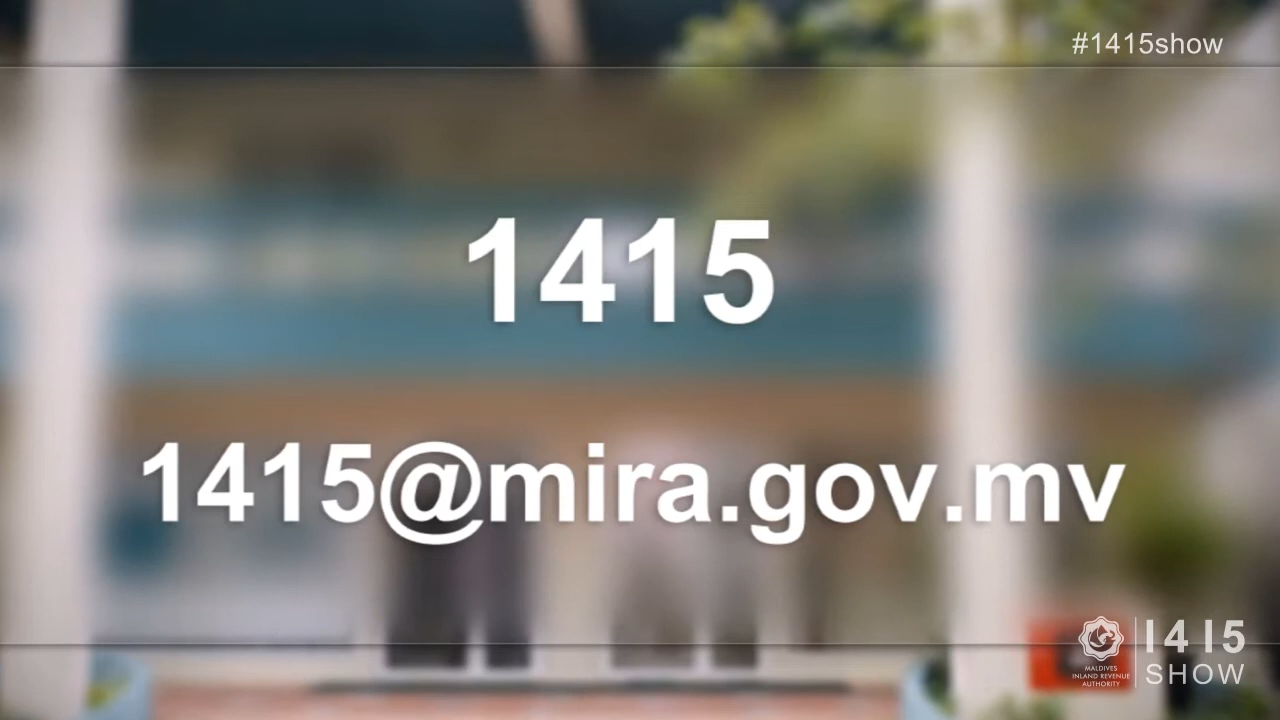 #1415show
1415
1415@mira.gov.mv
MALDIVES
INLAND REVENUE
AUTHORITY
1415
SHOW